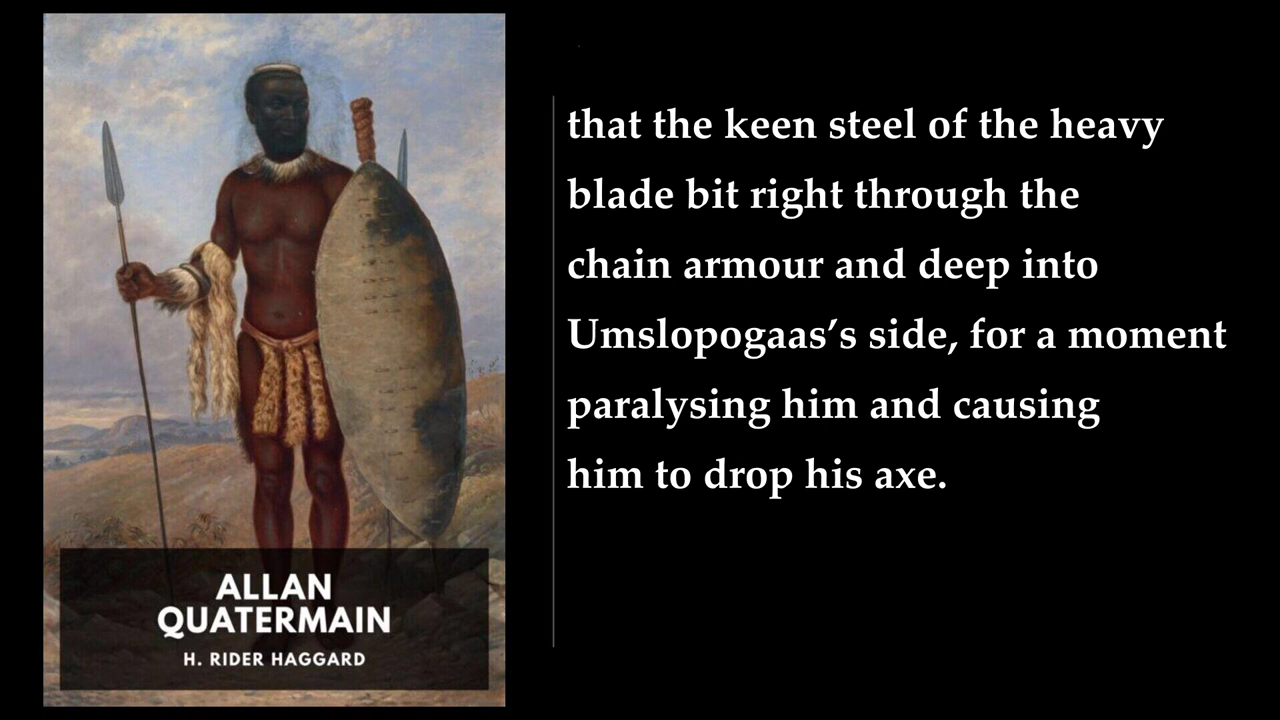 that the keen steel of the heavy
blade bit right through the
chain armour and deep into
Umslopogaas’s side, for a moment
paralysing him and causing
him to drop his axe.
ALLAN
QUATERMAIN
H. RIDER HAGGARD